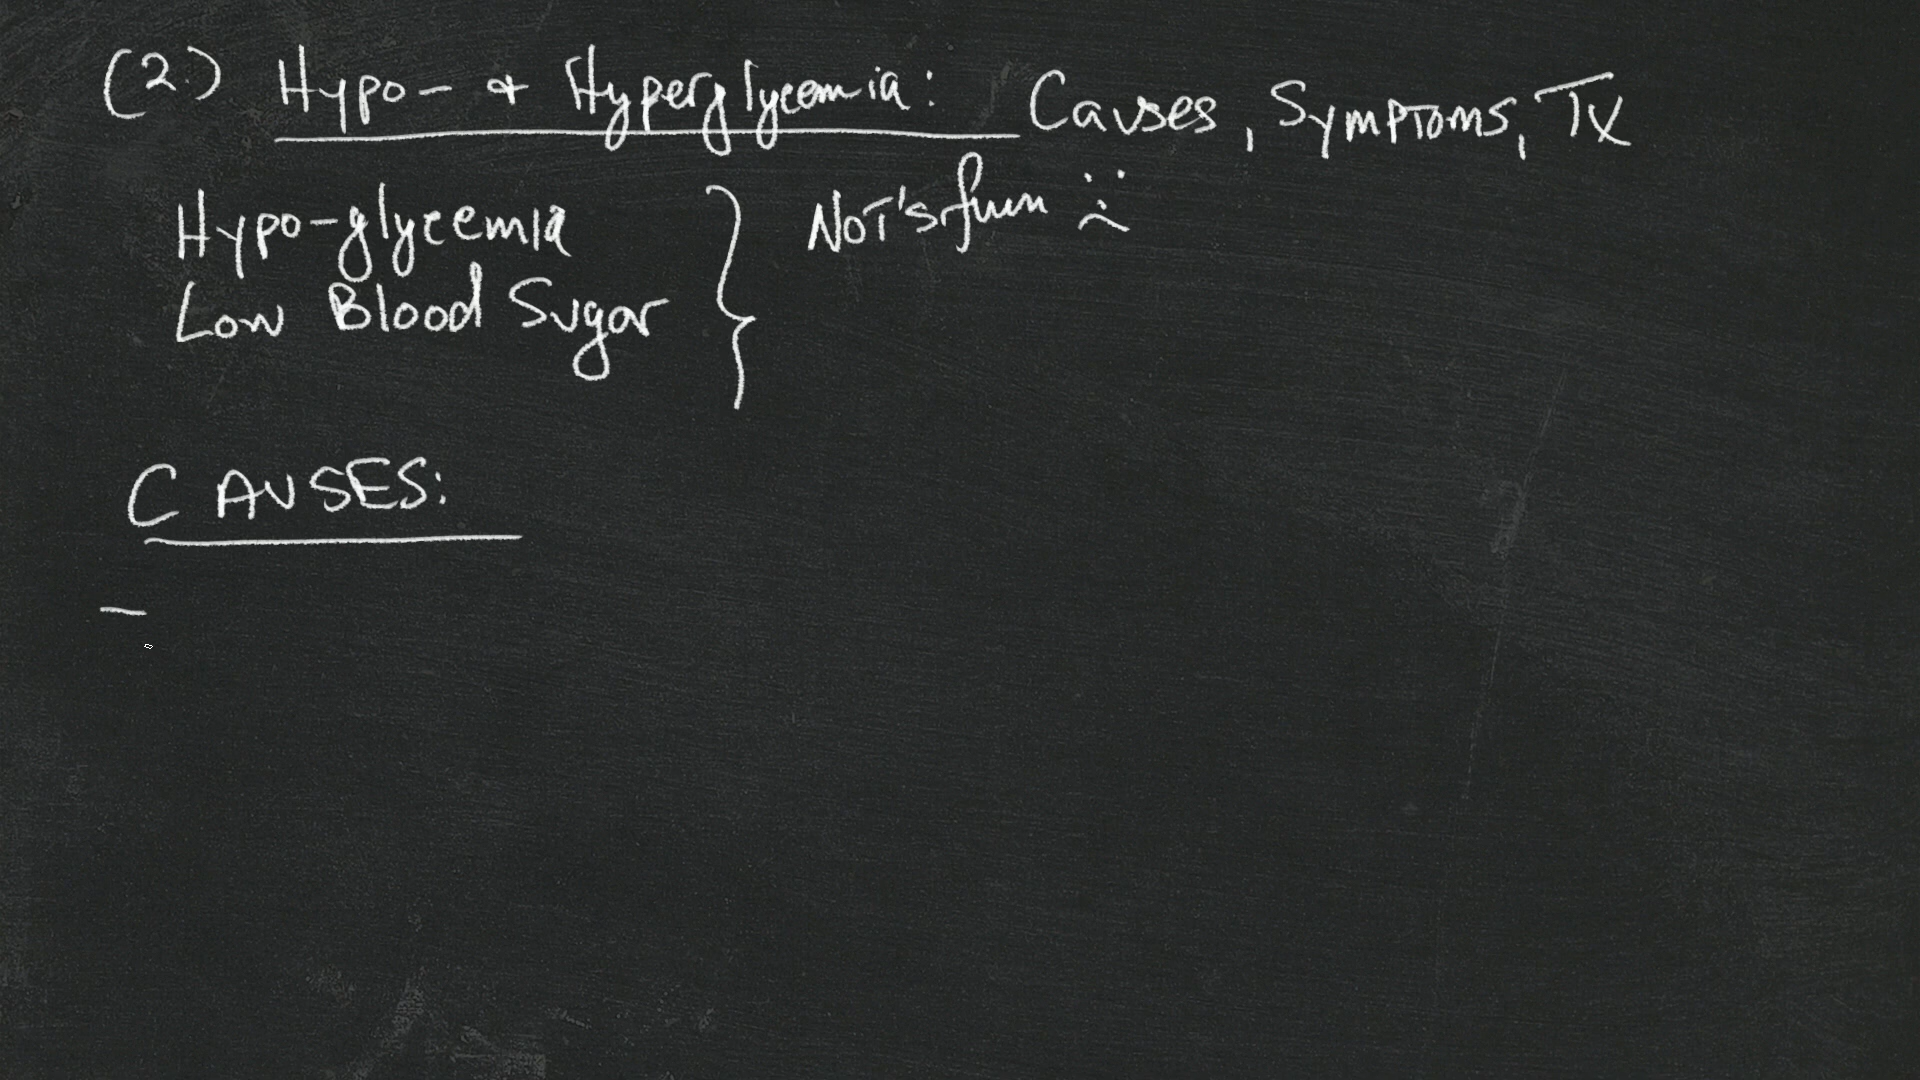 (2.) Hypo- & Hyperglycemia: Causes, Symptoms, Tx
Hypo-glycemia } NOT's fun :(
Low Blood Sugar
CAUSES:
-